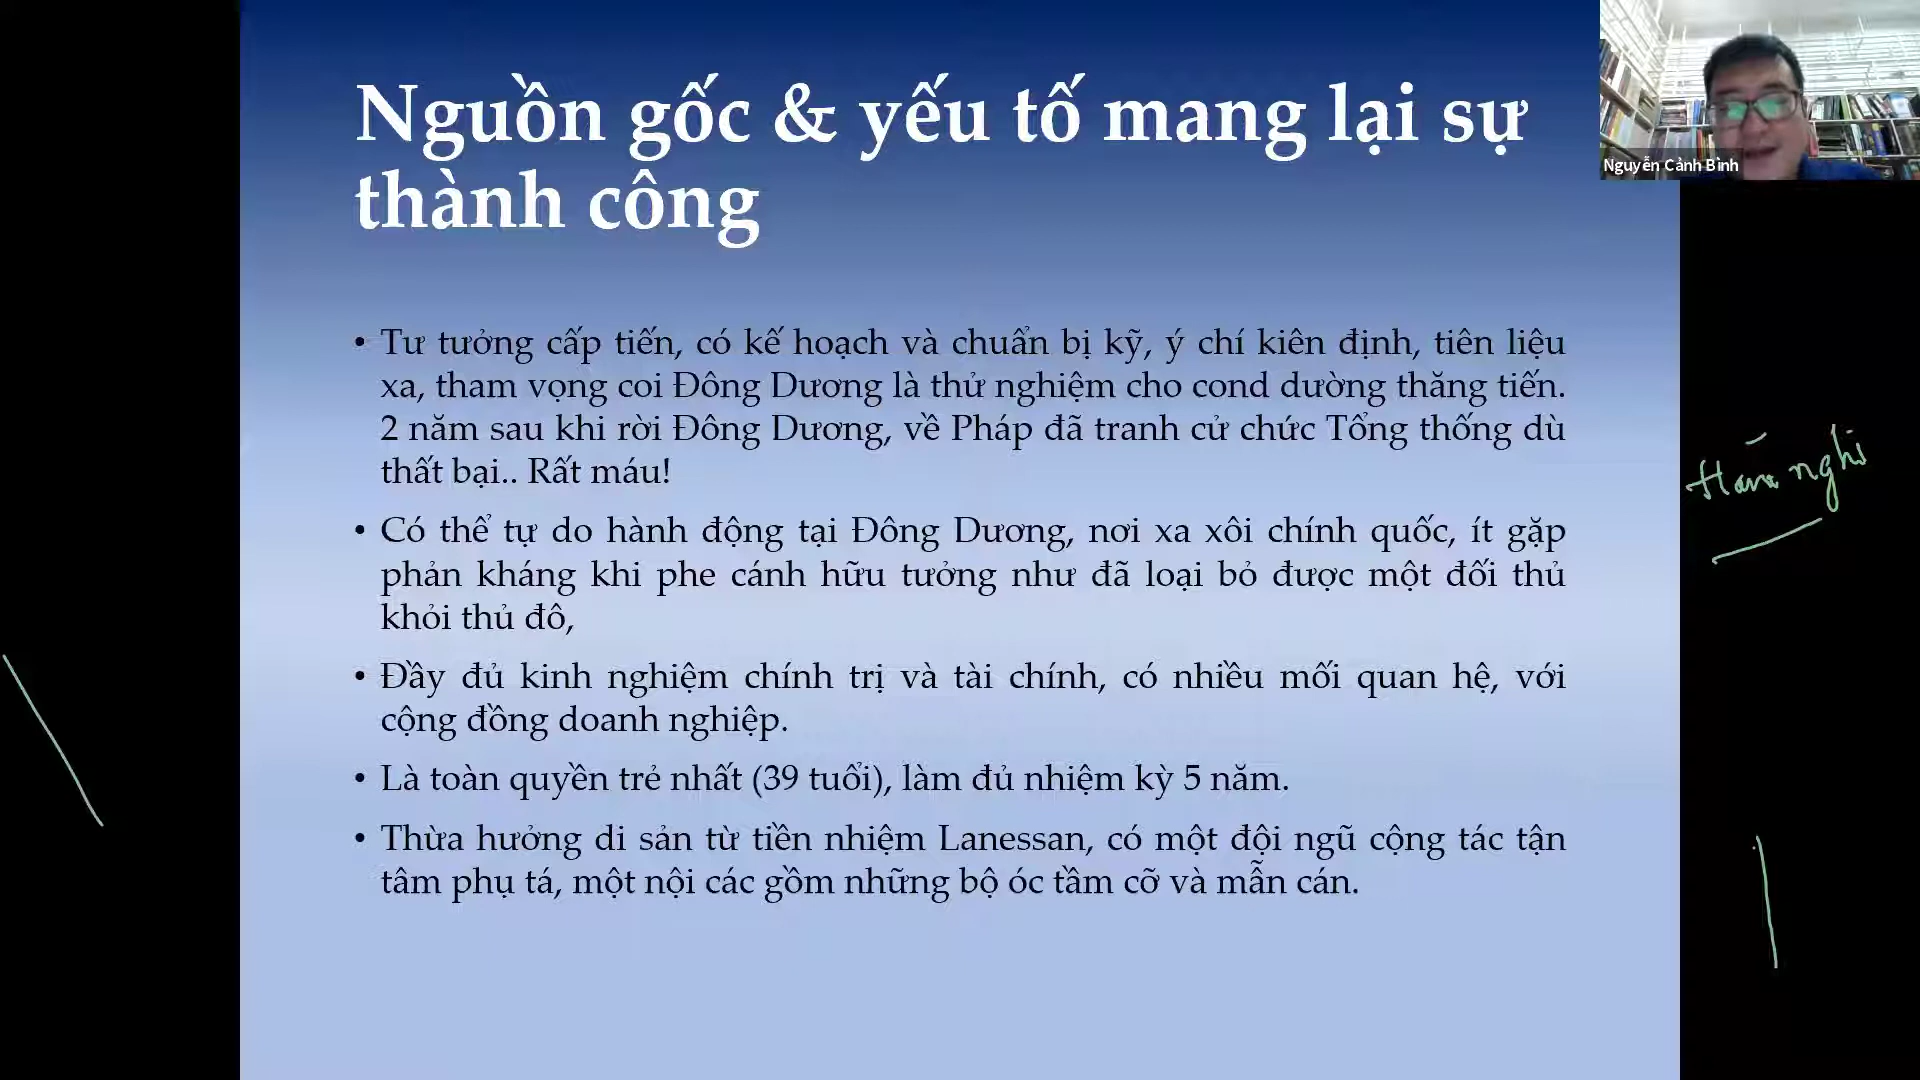 Nguồn gốc & yếu tố mang lại sự
thành công
Nguyễn Cảnh Bình
• Tư tưởng cấp tiến, có kế hoạch và chuẩn bị kỹ, ý chí kiên định, tiên liệu
xa, tham vọng coi Đông Dương là thử nghiệm cho cond dường thăng tiến.
2 năm sau khi rời Đông Dương, về Pháp đã tranh cử chức Tổng thống dù
thất bại.. Rất máu!
• Có thể tự do hành động tại Đông Dương, nơi xa xôi chính quốc, ít gặp
phản kháng khi phe cánh hữu tưởng như đã loại bỏ được một đối thủ
khỏi thủ đô,
• Đầy đủ kinh nghiệm chính trị và tài chính, có nhiều mối quan hệ, với
cộng đồng doanh nghiệp.
• Là toàn quyền trẻ nhất (39 tuổi), làm đủ nhiệm kỳ 5 năm.
• Thừa hưởng di sản từ tiền nhiệm Lanessan, có một đội ngũ cộng tác tận
tâm phụ tá, một nội các gồm những bộ óc tầm cỡ và mẫn cán.
nghi